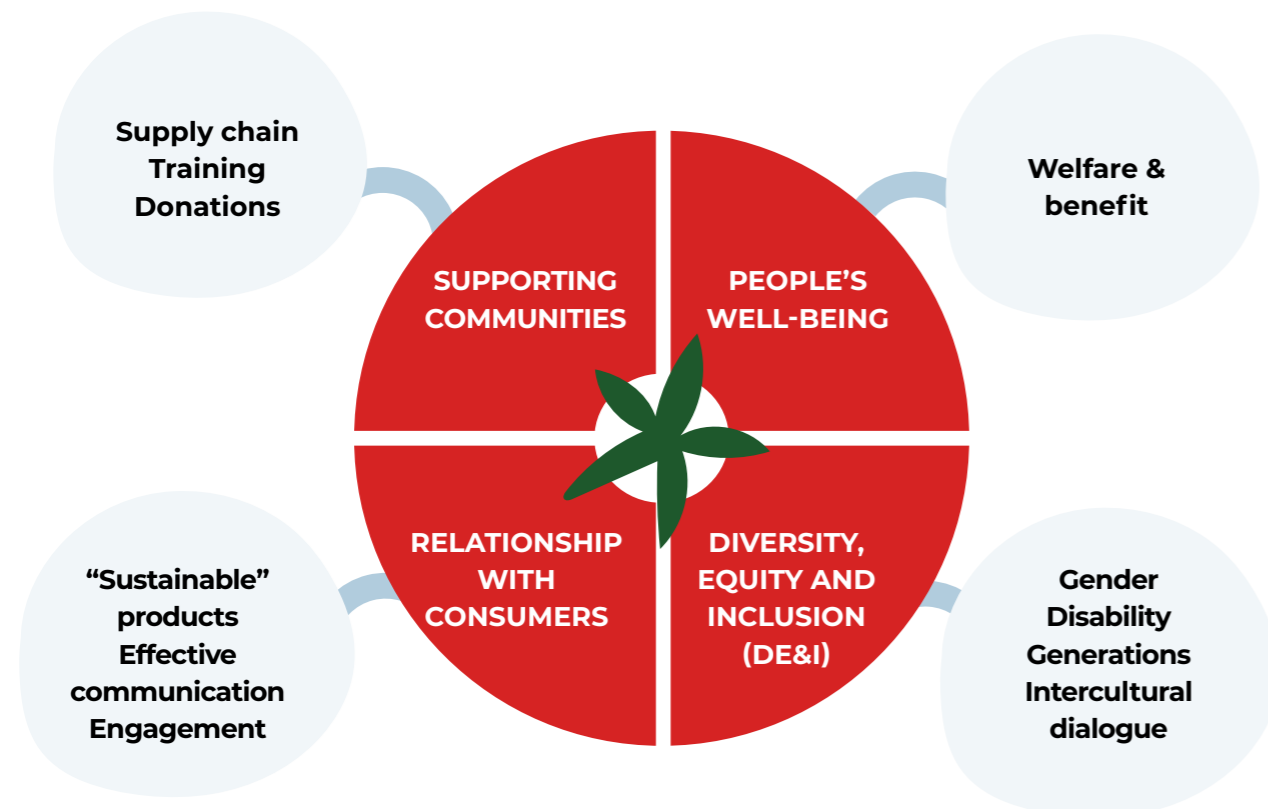 Supply chain
Training
Donations
Welfare &
benefit
SUPPORTING
COMMUNITIES
PEOPLE’S
WELL-BEING
RELATIONSHIP
WITH
CONSUMERS
DIVERSITY,
EQUITY AND
INCLUSION
(DE&I)
“Sustainable”
products
Effective
communication
Engagement
Gender
Disability
Generations
Intercultural
dialogue